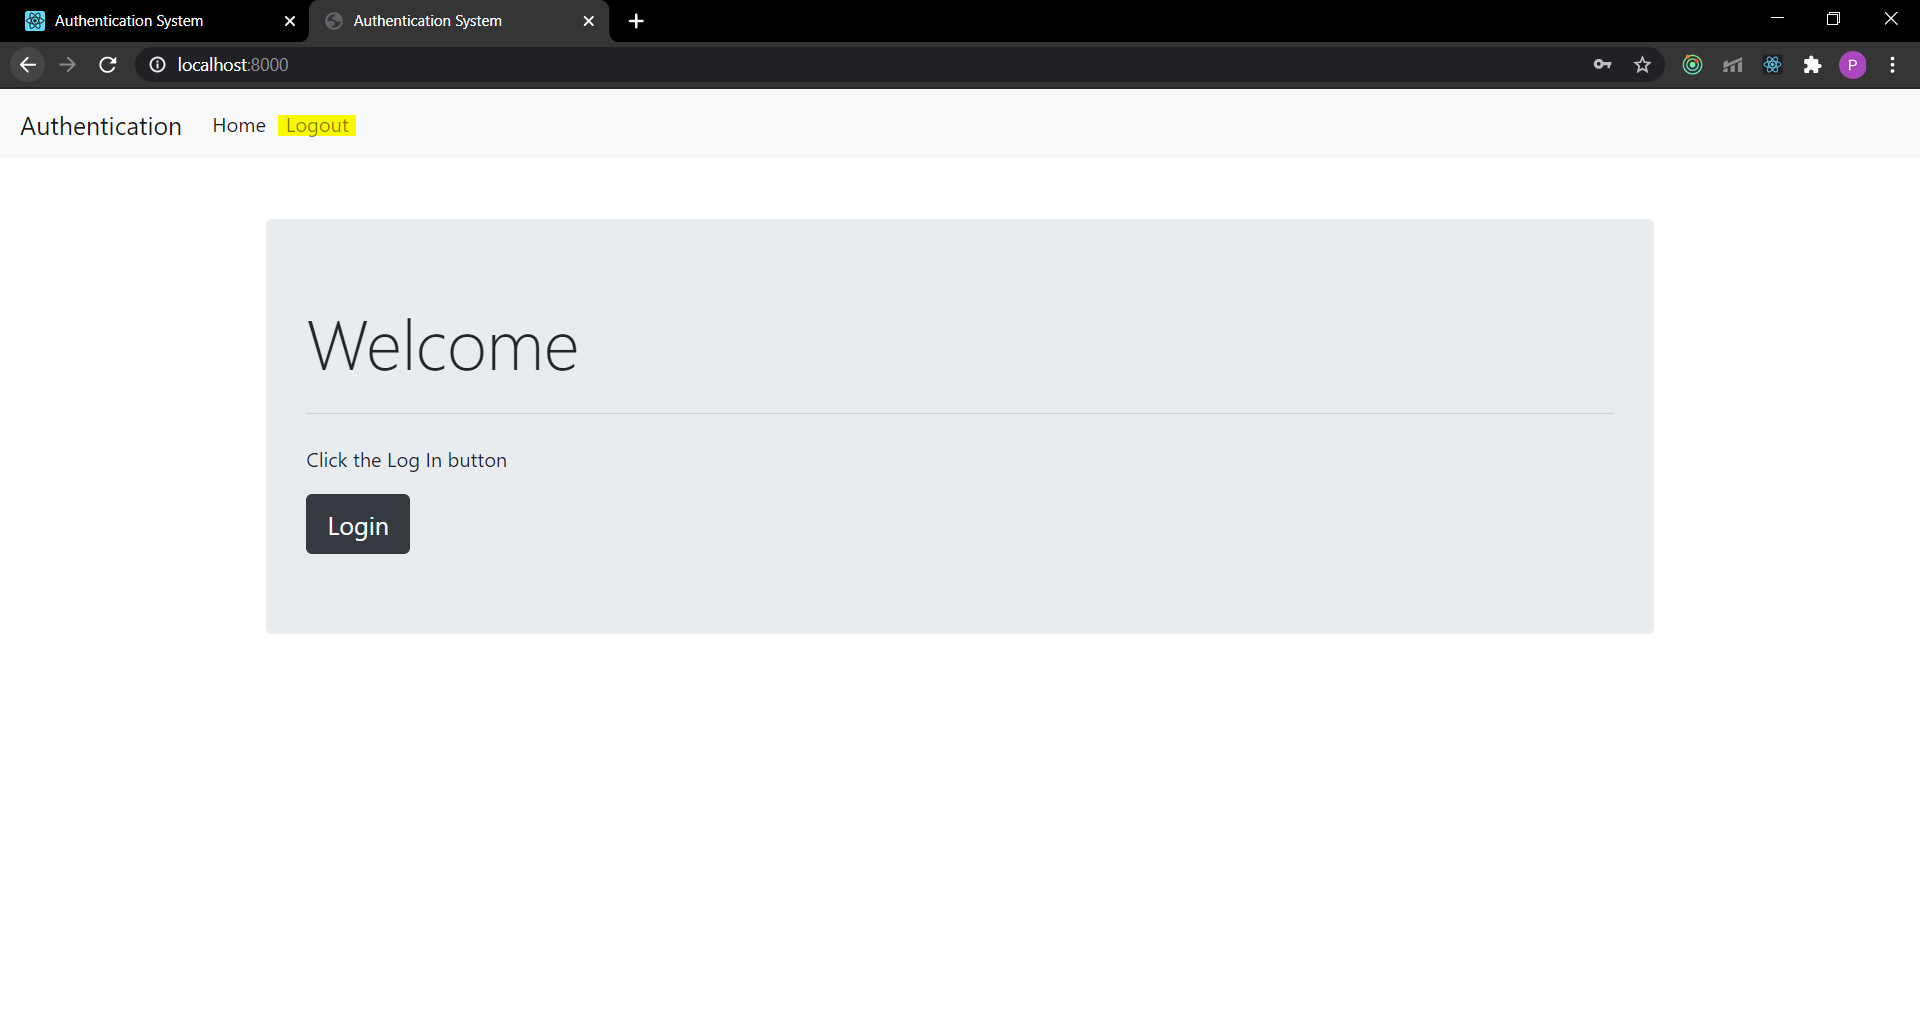 Authentication System
Authentication System
localhost:8000
P
Authentication
Home
Logout
Welcome
Click the Log In button
Login